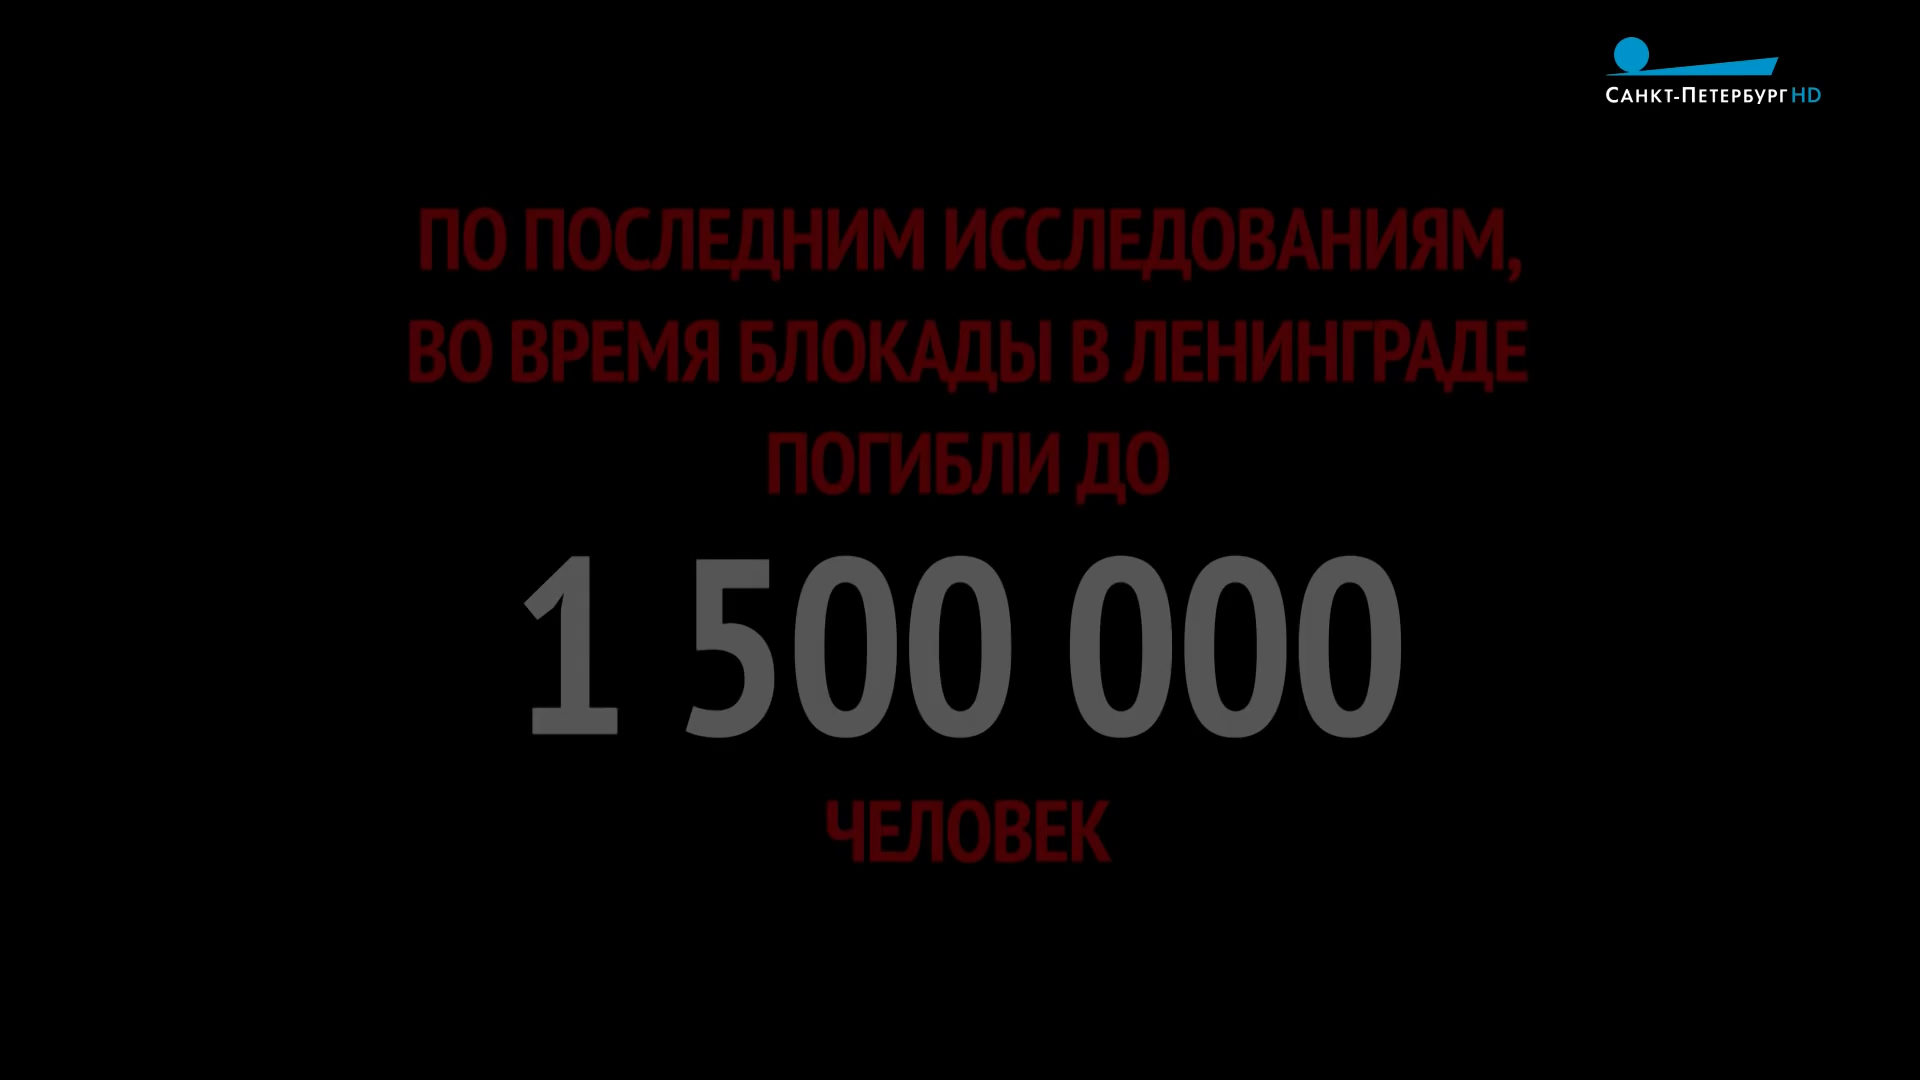 САНКТ-ПЕТЕРБУРГ HD
ПО ПОСЛЕДНИМ ИССЛЕДОВАНИЯМ,
ВО ВРЕМЯ БЛОКАДЫ В ЛЕНИНГРАДЕ
ПОГИБЛИ ДО
1 500 000
ЧЕЛОВЕК